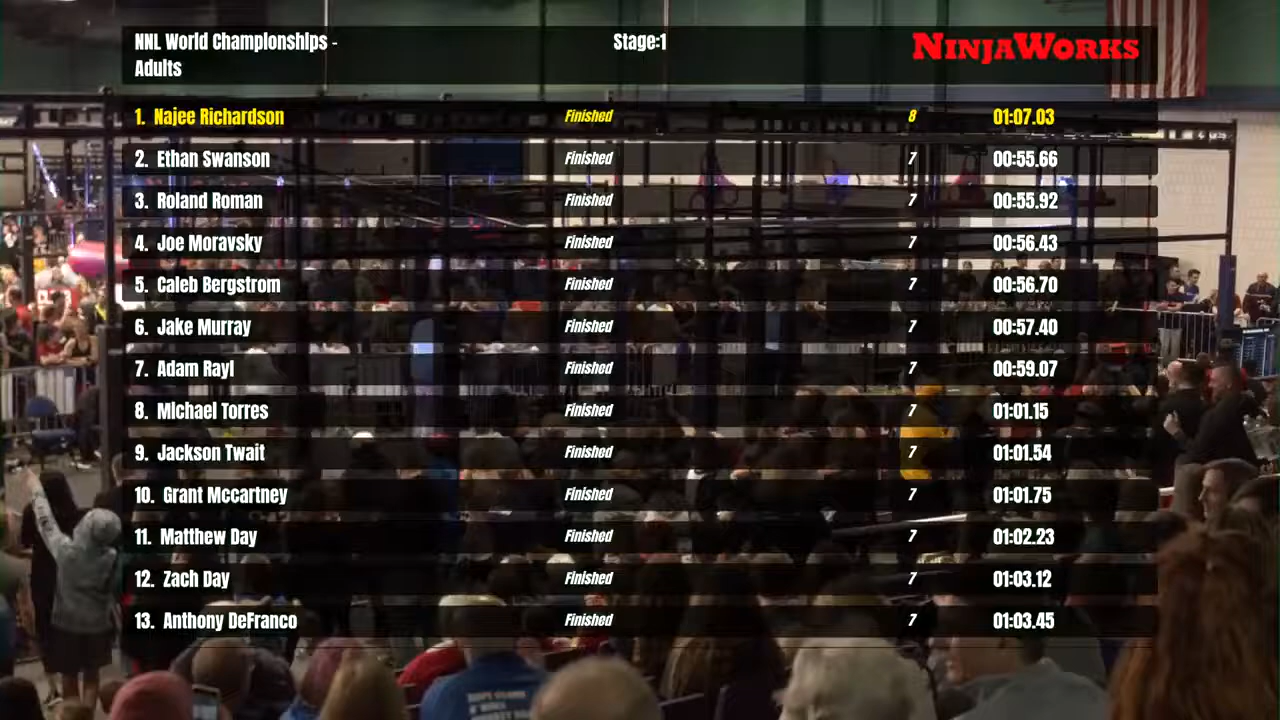 NNL World Championships -
Adults
Stage:1
NINJAWORKS
1. Najee Richardson Finished 8 01:07.03
2. Ethan Swanson Finished 7 00:55.66
3. Roland Roman Finished 7 00:55.92
4. Joe Moravsky Finished 7 00:56.43
5. Caleb Bergstrom Finished 7 00:56.70
6. Jake Murray Finished 7 00:57.40
7. Adam Rayl Finished 7 00:59.07
8. Michael Torres Finished 7 01:01.15
9. Jackson Twait Finished 7 01:01.54
10. Grant Mccartney Finished 7 01:01.75
11. Matthew Day Finished 7 01:02.23
12. Zach Day Finished 7 01:03.12
13. Anthony DeFranco Finished 7 01:03.45